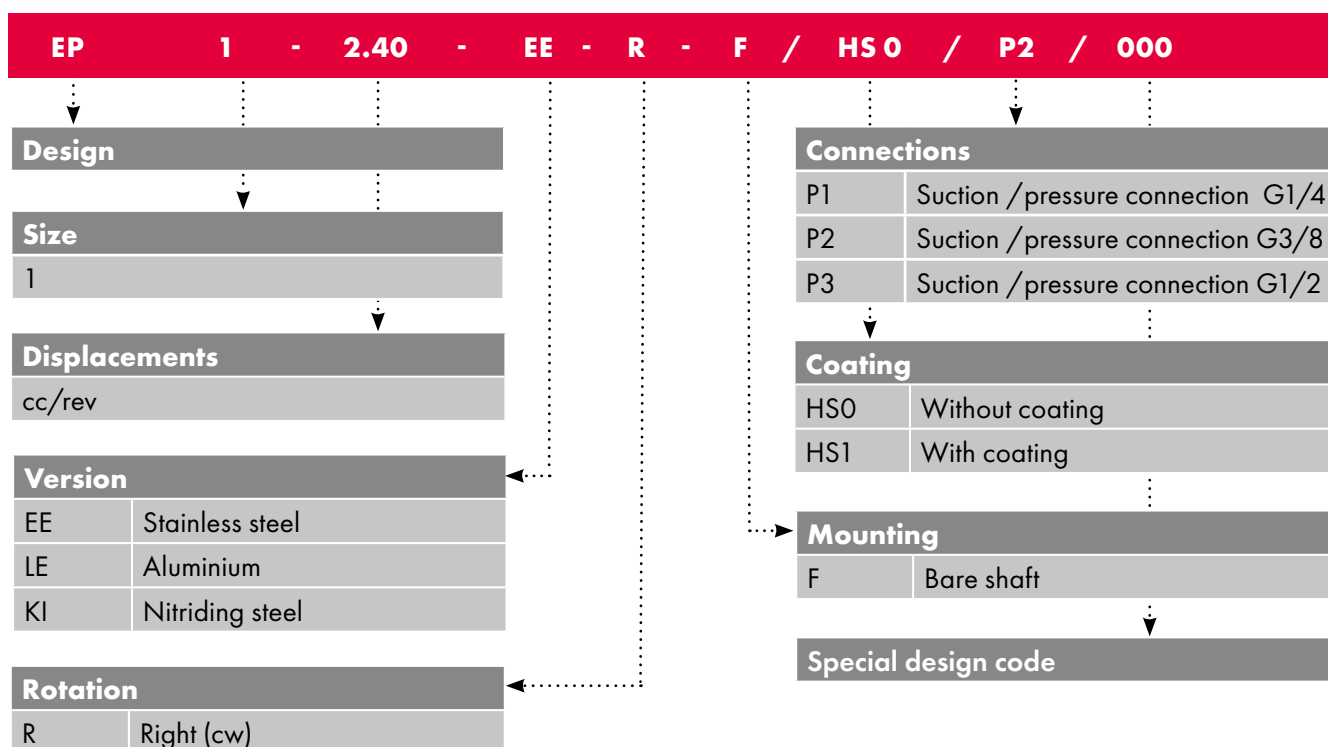 EP 1 - 2.40 - EE - R - F / HS 0 / P2 / 000
Design
Size
1
Displacements
cc/rev
Version
EE Stainless steel
LE Aluminium
KI Nitriding steel
Rotation
R Right (cw)
Connections
P1 Suction /pressure connection G1/4
P2 Suction /pressure connection G3/8
P3 Suction /pressure connection G1/2
Coating
HS0 Without coating
HS1 With coating
Mounting
F Bare shaft
Special design code